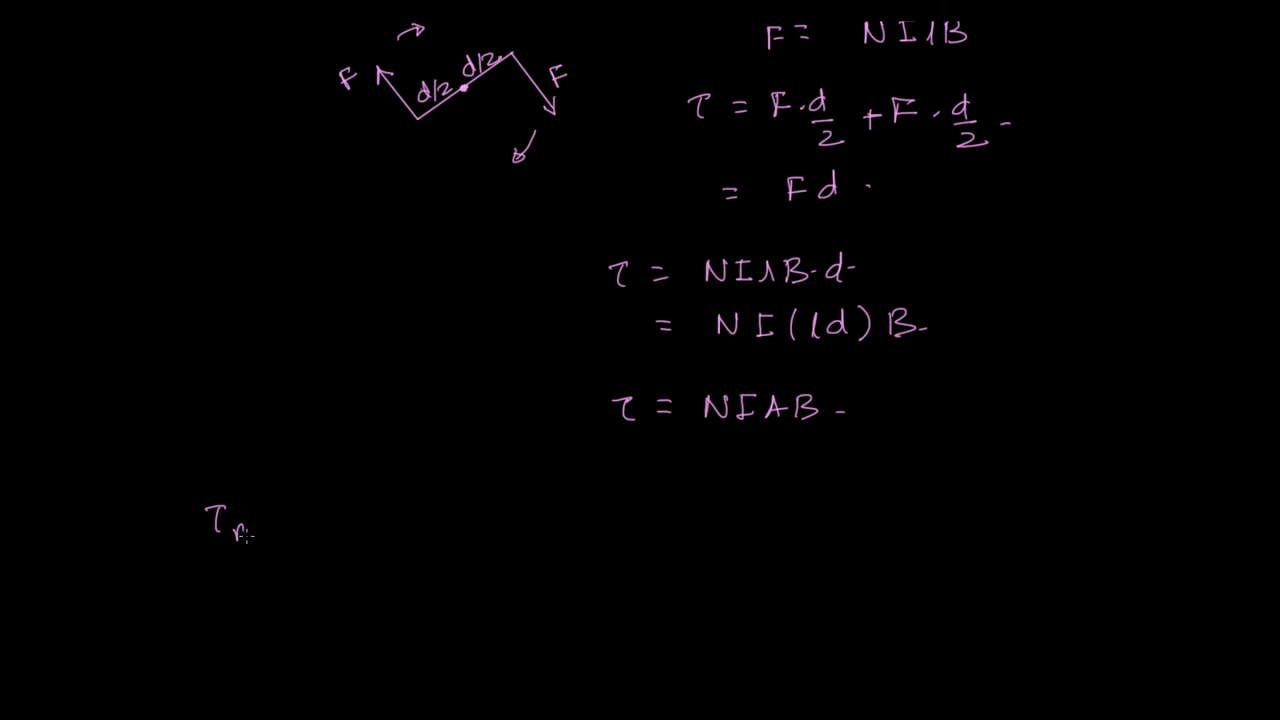 F = NIlB
F d/2 d/2 F
τ = F · d/2 + F · d/2
= Fd
τ = NIlB · d
= NI(ld)B
τ = NIAB
τ